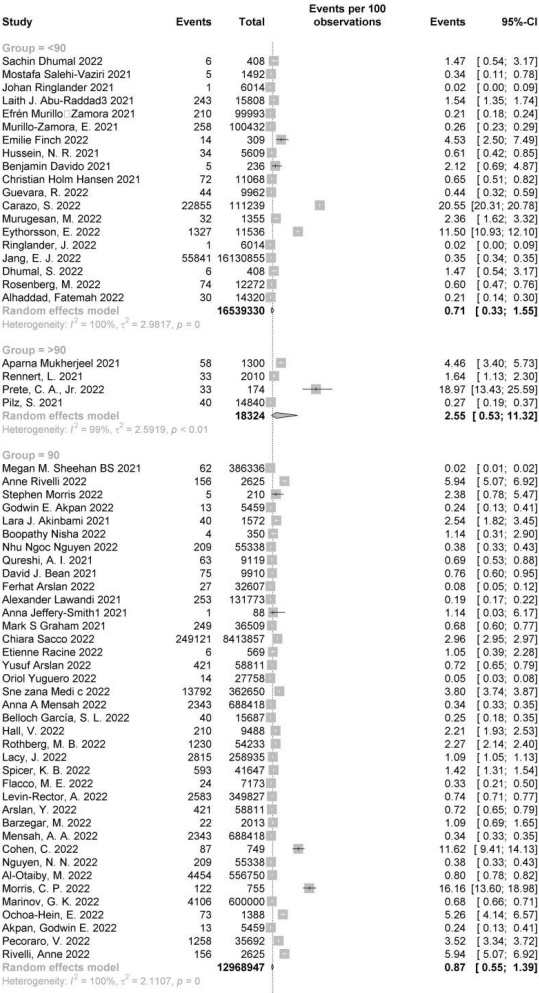 Events per 100
Study Events Total observations Events 95%-CI
Group = <90
Sachin Dhumal 2022 6 408 1.47 [ 0.54; 3.17]
Mostafa Salehi-Vaziri 2021 5 1492 0.34 [ 0.11; 0.78]
Johan Ringlander 2021 1 6014 0.02 [ 0.00; 0.09]
Laith J. Abu-Raddad3 2021 243 15808 1.54 [ 1.35; 1.74]
Efrén Murillo□Zamora 2021 210 99993 0.21 [ 0.18; 0.24]
Murillo-Zamora, E. 2021 258 100432 0.26 [ 0.23; 0.29]
Emilie Finch 2022 14 309 4.53 [ 2.50; 7.49]
Hussein, N. R. 2021 34 5609 0.61 [ 0.42; 0.85]
Benjamin Davido 2021 5 236 2.12 [ 0.69; 4.87]
Christian Holm Hansen 2021 72 11068 0.65 [ 0.51; 0.82]
Guevara, R. 2022 44 9962 0.44 [ 0.32; 0.59]
Carazo, S. 2022 22855 111239 20.55 [20.31; 20.78]
Murugesan, M. 2022 32 1355 2.36 [ 1.62; 3.32]
Eythorsson, E. 2022 1327 11536 11.50 [10.93; 12.10]
Ringlander, J. 2022 1 6014 0.02 [ 0.00; 0.09]
Jang, E. J. 2022 55841 16130855 0.35 [ 0.34; 0.35]
Dhumal, S. 2022 6 408 1.47 [ 0.54; 3.17]
Rosenberg, M. 2022 74 12272 0.60 [ 0.47; 0.76]
Alhaddad, Fatemah 2022 30 14320 0.21 [ 0.14; 0.30]
Random effects model 16539330 0.71 [ 0.33; 1.55]
Heterogeneity: I² = 100%, τ² = 2.9817, p = 0
Group = >90
Aparna Mukherjeel 2021 58 1300 4.46 [ 3.40; 5.73]
Rennert, L. 2021 33 2010 1.64 [ 1.13; 2.30]
Prete, C. A., Jr. 2022 33 174 18.97 [13.43; 25.59]
Pilz, S. 2021 40 14840 0.27 [ 0.19; 0.37]
Random effects model 18324 2.55 [ 0.53; 11.32]
Heterogeneity: I² = 99%, τ² = 2.5919, p < 0.01
Group = 90
Megan M. Sheehan BS 2021 62 386336 0.02 [ 0.01; 0.02]
Anne Rivelli 2022 156 2625 5.94 [ 5.07; 6.92]
Stephen Morris 2022 5 210 2.38 [ 0.78; 5.47]
Godwin E. Akpan 2022 13 5459 0.24 [ 0.13; 0.41]
Lara J. Akinbami 2021 40 1572 2.54 [ 1.82; 3.45]
Boopathy Nisha 2022 4 350 1.14 [ 0.31; 2.90]
Nhu Ngoc Nguyen 2022 209 55338 0.38 [ 0.33; 0.43]
Qureshi, A. I. 2021 63 9119 0.69 [ 0.53; 0.88]
David J. Bean 2021 75 9910 0.76 [ 0.60; 0.95]
Ferhat Arslan 2022 27 32607 0.08 [ 0.05; 0.12]
Alexander Lawandi 2021 253 131773 0.19 [ 0.17; 0.22]
Anna Jeffery-Smith1 2021 1 88 1.14 [ 0.03; 6.17]
Mark S Graham 2021 249 36509 0.68 [ 0.60; 0.77]
Chiara Sacco 2022 249121 8413857 2.96 [ 2.95; 2.97]
Etienne Racine 2022 6 569 1.05 [ 0.39; 2.28]
Yusuf Arslan 2022 421 58811 0.72 [ 0.65; 0.79]
Oriol Yuguero 2022 14 27758 0.05 [ 0.03; 0.08]
Sne zana Medi c 2022 13792 362650 3.80 [ 3.74; 3.87]
Anna A Mensah 2022 2343 688418 0.34 [ 0.33; 0.35]
Belloch García, S. L. 2022 40 15687 0.25 [ 0.18; 0.35]
Hall, V. 2022 210 9488 2.21 [ 1.93; 2.53]
Rothberg, M. B. 2022 1230 54233 2.27 [ 2.14; 2.40]
Lacy, J. 2022 2815 258935 1.09 [ 1.05; 1.13]
Spicer, K. B. 2022 593 41647 1.42 [ 1.31; 1.54]
Flacco, M. E. 2022 24 7173 0.33 [ 0.21; 0.50]
Levin-Rector, A. 2022 2583 349827 0.74 [ 0.71; 0.77]
Arslan, Y. 2022 421 58811 0.72 [ 0.65; 0.79]
Barzegar, M. 2022 22 2013 1.09 [ 0.69; 1.65]
Mensah, A. A. 2022 2343 688418 0.34 [ 0.33; 0.35]
Cohen, C. 2022 87 749 11.62 [ 9.41; 14.13]
Nguyen, N. N. 2022 209 55338 0.38 [ 0.33; 0.43]
Al-Otaiby, M. 2022 4454 556750 0.80 [ 0.78; 0.82]
Morris, C. P. 2022 122 755 16.16 [13.60; 18.98]
Marinov, G. K 2022 4106 600000 0.68 [ 0.66; 0.71]
Ochoa-Hein, E. 2022 73 1388 5.26 [ 4.14; 6.57]
Akpan, Godwin E. 2022 13 5459 0.24 [ 0.13; 0.41]
Pecoraro, V. 2022 1258 35692 3.52 [ 3.34; 3.72]
Rivelli, Anne 2022 156 2625 5.94 [ 5.07; 6.92]
Random effects model 12968947 0.87 [ 0.55; 1.39]
Heterogeneity: I² = 100%, τ² = 2.1107, p = 0